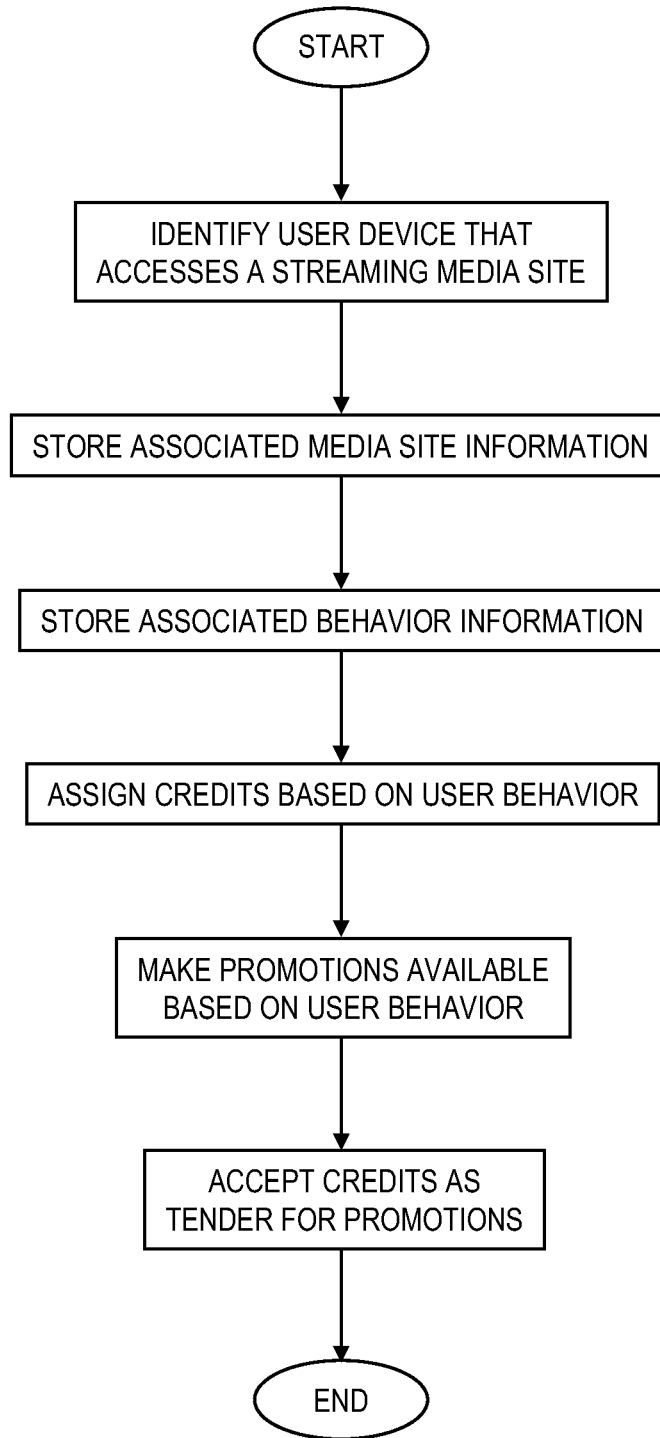 START
IDENTIFY USER DEVICE THAT
ACCESSES A STREAMING MEDIA SITE
STORE ASSOCIATED MEDIA SITE INFORMATION
STORE ASSOCIATED BEHAVIOR INFORMATION
ASSIGN CREDITS BASED ON USER BEHAVIOR
MAKE PROMOTIONS AVAILABLE
BASED ON USER BEHAVIOR
ACCEPT CREDITS AS
TENDER FOR PROMOTIONS
END